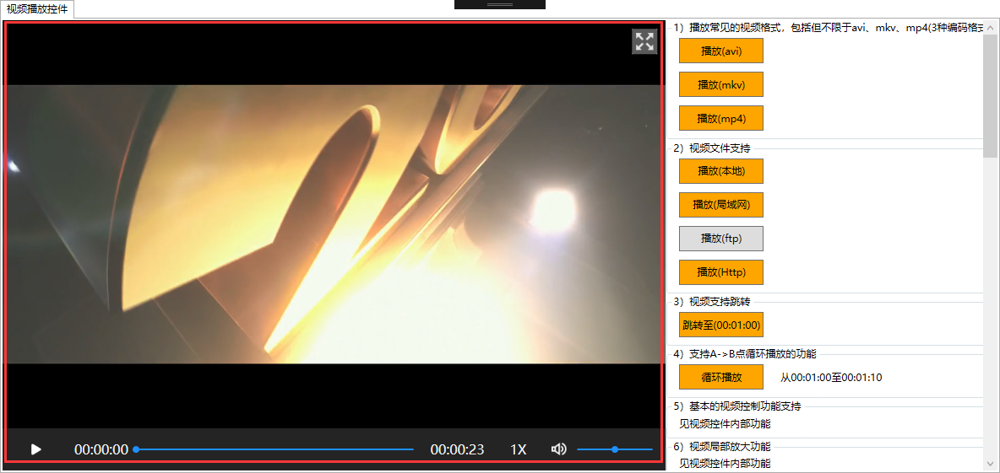 视频播放控件
00:00:00
00:00:23
1X
1）播放常见的视频格式，包括但不限于avi、mkv、mp4(3种编码格式
播放(avi)
播放(mkv)
播放(mp4)
2）视频文件支持
播放(本地)
播放(局域网)
播放(ftp)
播放(Http)
3）视频支持跳转
跳转至(00:01:00)
4）支持A->B点循环播放的功能
循环播放 从00:01:00至00:01:10
5）基本的视频控制功能支持
见视频控件内部功能
6）视频局部放大功能
见视频控件内部功能